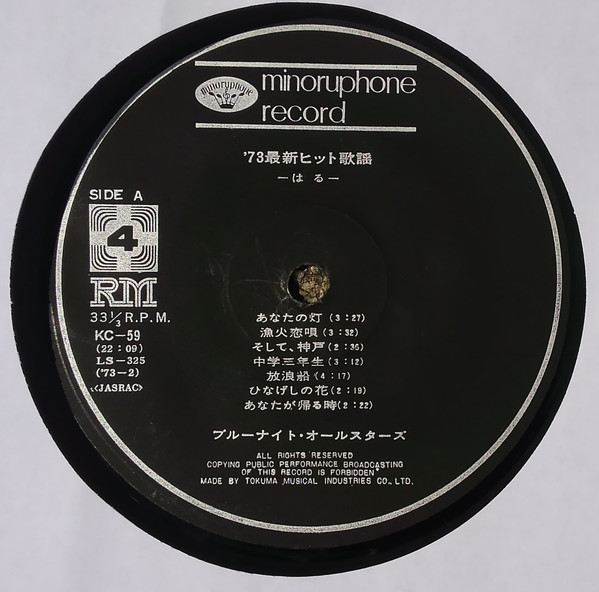 minoruphone
minoruphone
record
'73最新ヒット歌謡
ーはるー
SIDE A
4
RM
33⅓R.P.M.
KC-59
(22:09)
LS-325
('73-2)
<JASRAC>
あなたの灯(3:27)
漁火恋唄(3:32)
そして、神戸(2:36)
中学三年生(3:12)
放浪船(4:17)
ひなげしの花(2:19)
あなたが帰る時(2:22)
ブルーナイト・オールスターズ
ALL RIGHTS RESERVED
COPYING PUBLIC PERFORMANCE BROADCASTING
OF THIS RECORD IS FORBIDDEN
MADE BY TOKUMA MUSICAL INDUSTRIES CO., LTD.